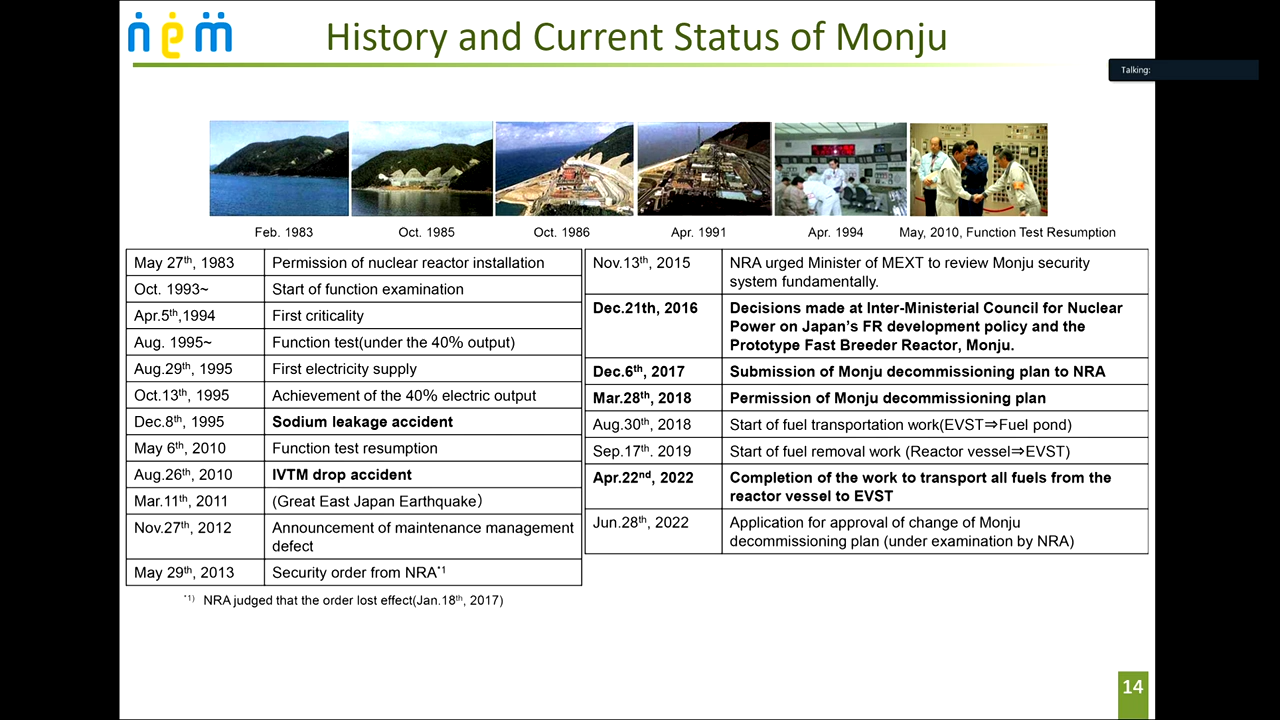 nem
History and Current Status of Monju
Talking:
Feb. 1983
Oct. 1985
Oct. 1986
Apr. 1991
Apr. 1994
May, 2010, Function Test Resumption
May 27th, 1983 Permission of nuclear reactor installation
Oct. 1993~ Start of function examination
Apr.5th,1994 First criticality
Aug. 1995~ Function test(under the 40% output)
Aug.29th, 1995 First electricity supply
Oct.13th, 1995 Achievement of the 40% electric output
Dec.8th, 1995 Sodium leakage accident
May 6th, 2010 Function test resumption
Aug.26th, 2010 IVTM drop accident
Mar.11th, 2011 (Great East Japan Earthquake）
Nov.27th, 2012 Announcement of maintenance management
defect
May 29th, 2013 Security order from NRA*1
*1) NRA judged that the order lost effect(Jan.18th, 2017)
Nov.13th, 2015 NRA urged Minister of MEXT to review Monju security
system fundamentally.
Dec.21th, 2016 Decisions made at Inter-Ministerial Council for Nuclear
Power on Japan's FR development policy and the
Prototype Fast Breeder Reactor, Monju.
Dec.6th, 2017 Submission of Monju decommissioning plan to NRA
Mar.28th, 2018 Permission of Monju decommissioning plan
Aug.30th, 2018 Start of fuel transportation work(EVST⇒Fuel pond)
Sep.17th. 2019 Start of fuel removal work (Reactor vessel⇒EVST)
Apr.22nd, 2022 Completion of the work to transport all fuels from the
reactor vessel to EVST
Jun.28th, 2022 Application for approval of change of Monju
decommissioning plan (under examination by NRA)
14